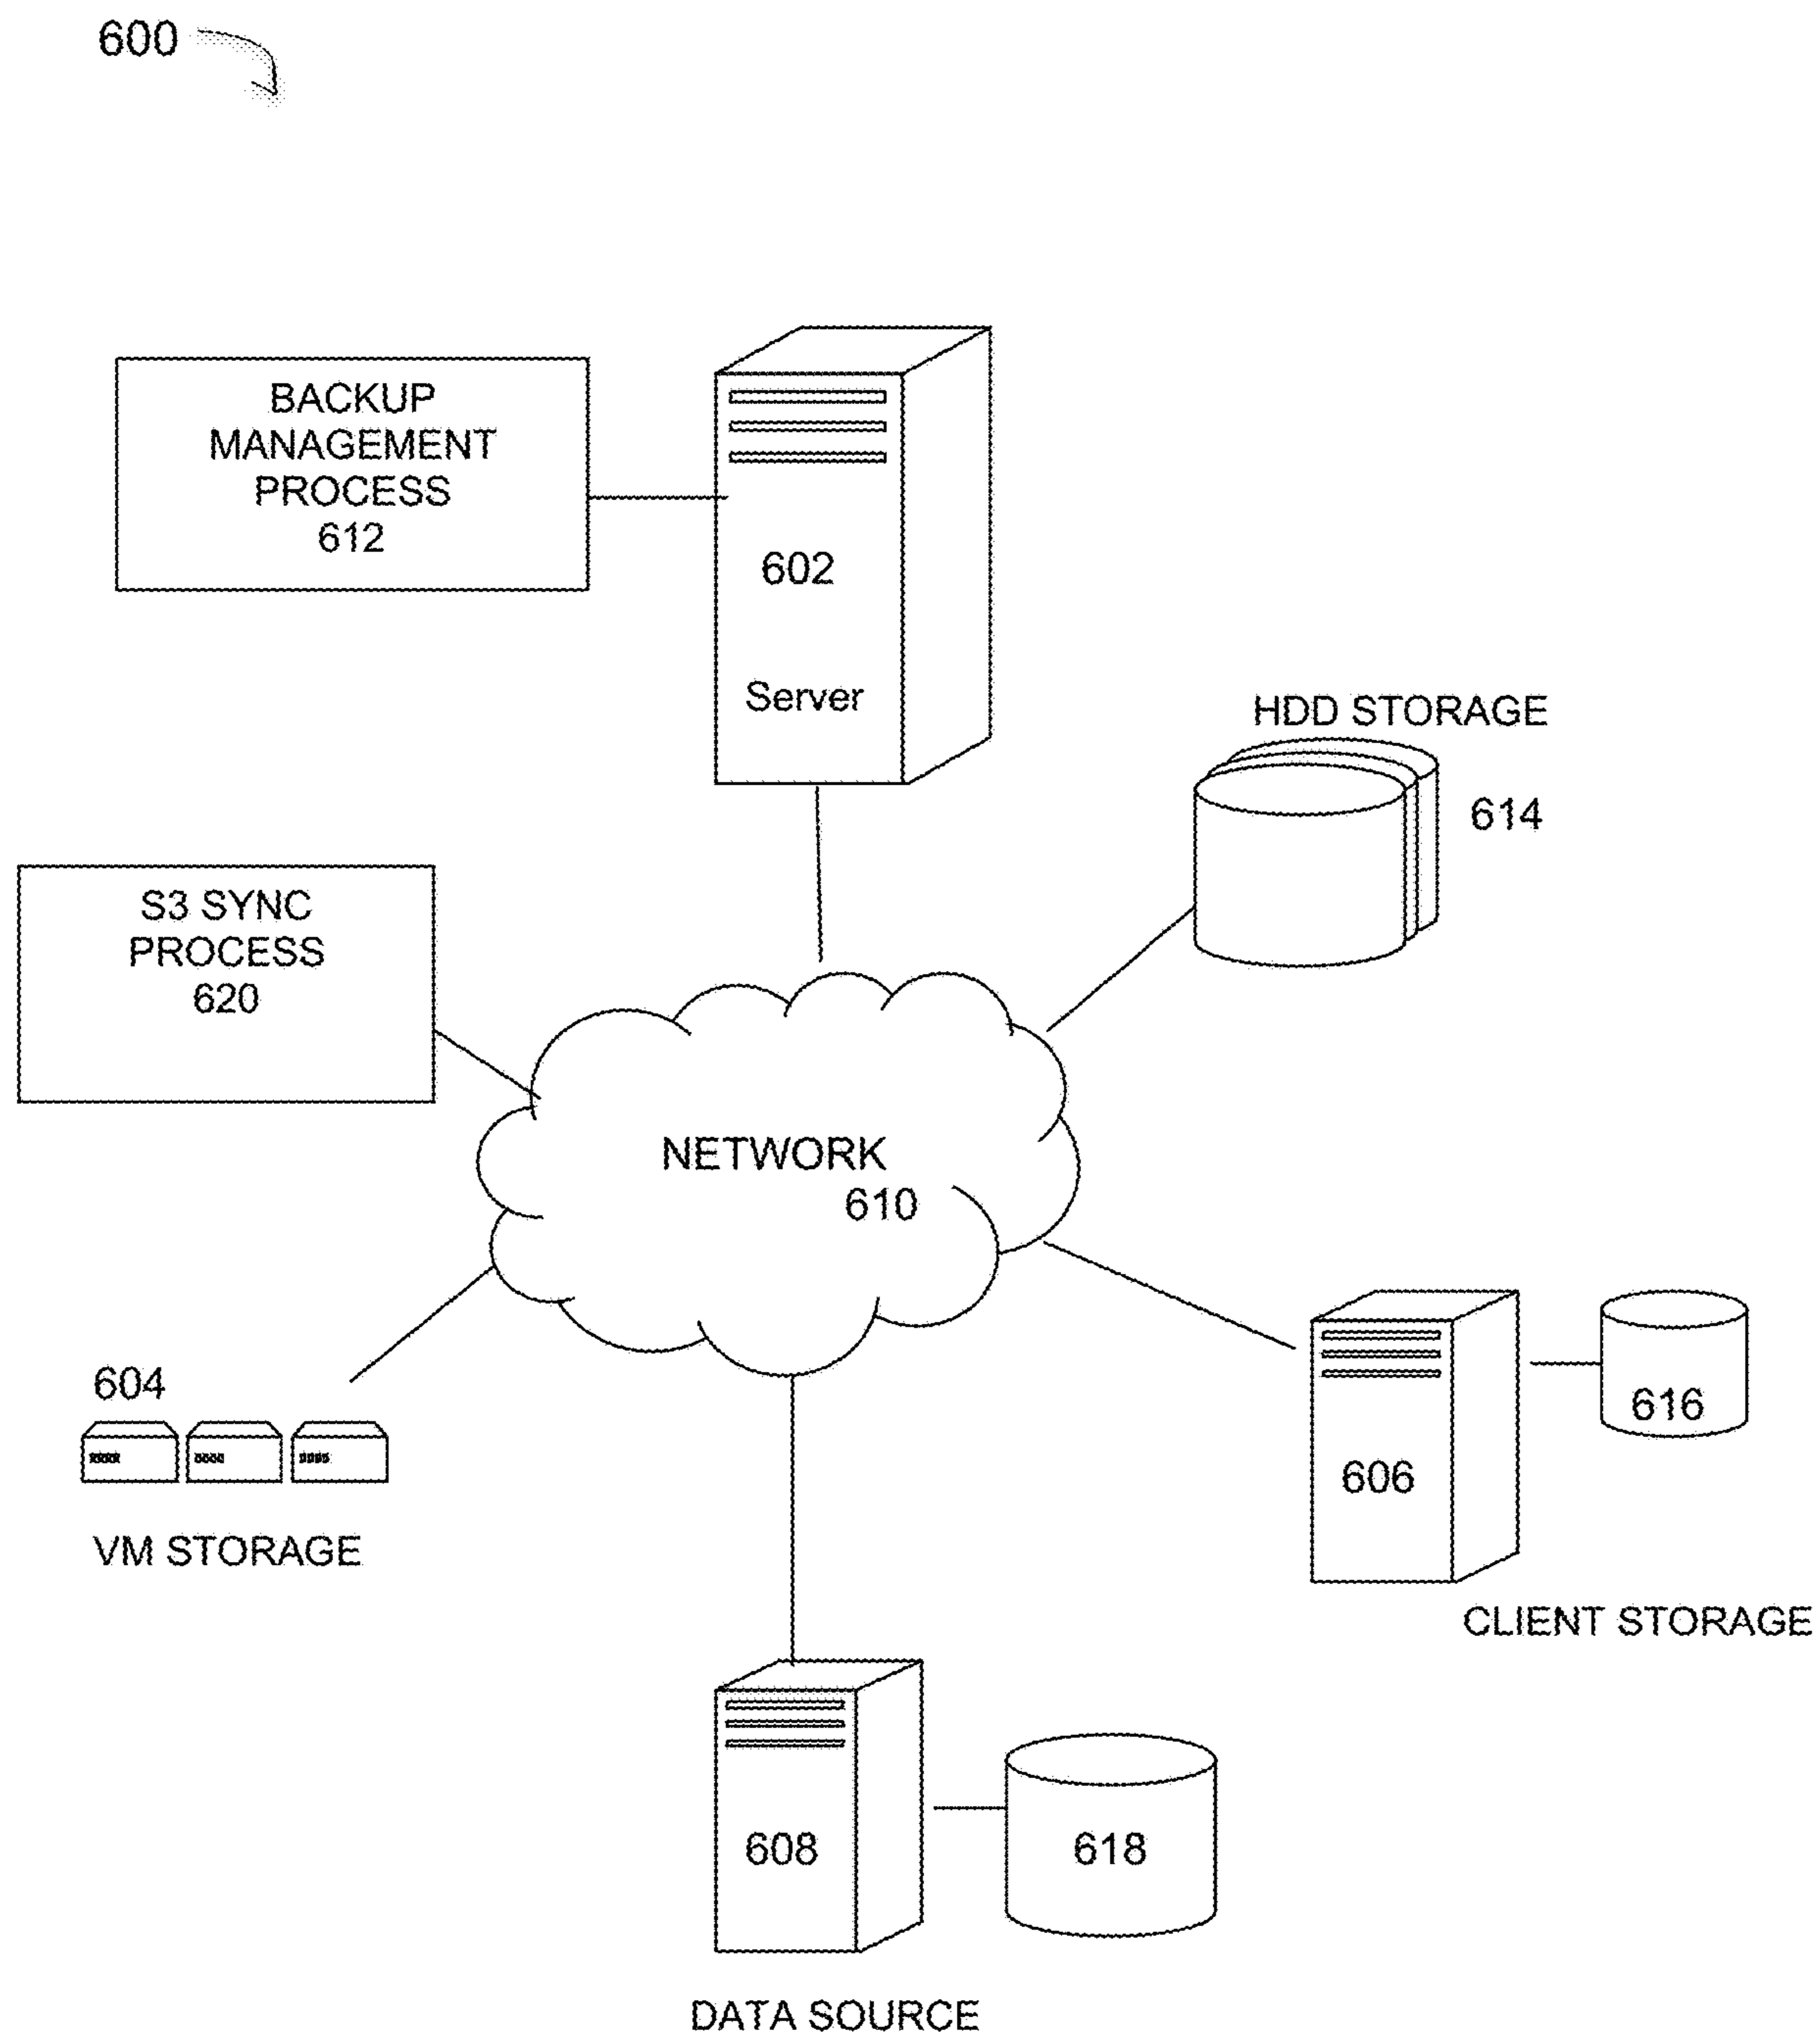 600
BACKUP
MANAGEMENT
PROCESS
612
602
Server
HDD STORAGE
614
S3 SYNC
PROCESS
620
NETWORK
610
604
VM STORAGE
606
616
CLIENT STORAGE
608
618
DATA SOURCE